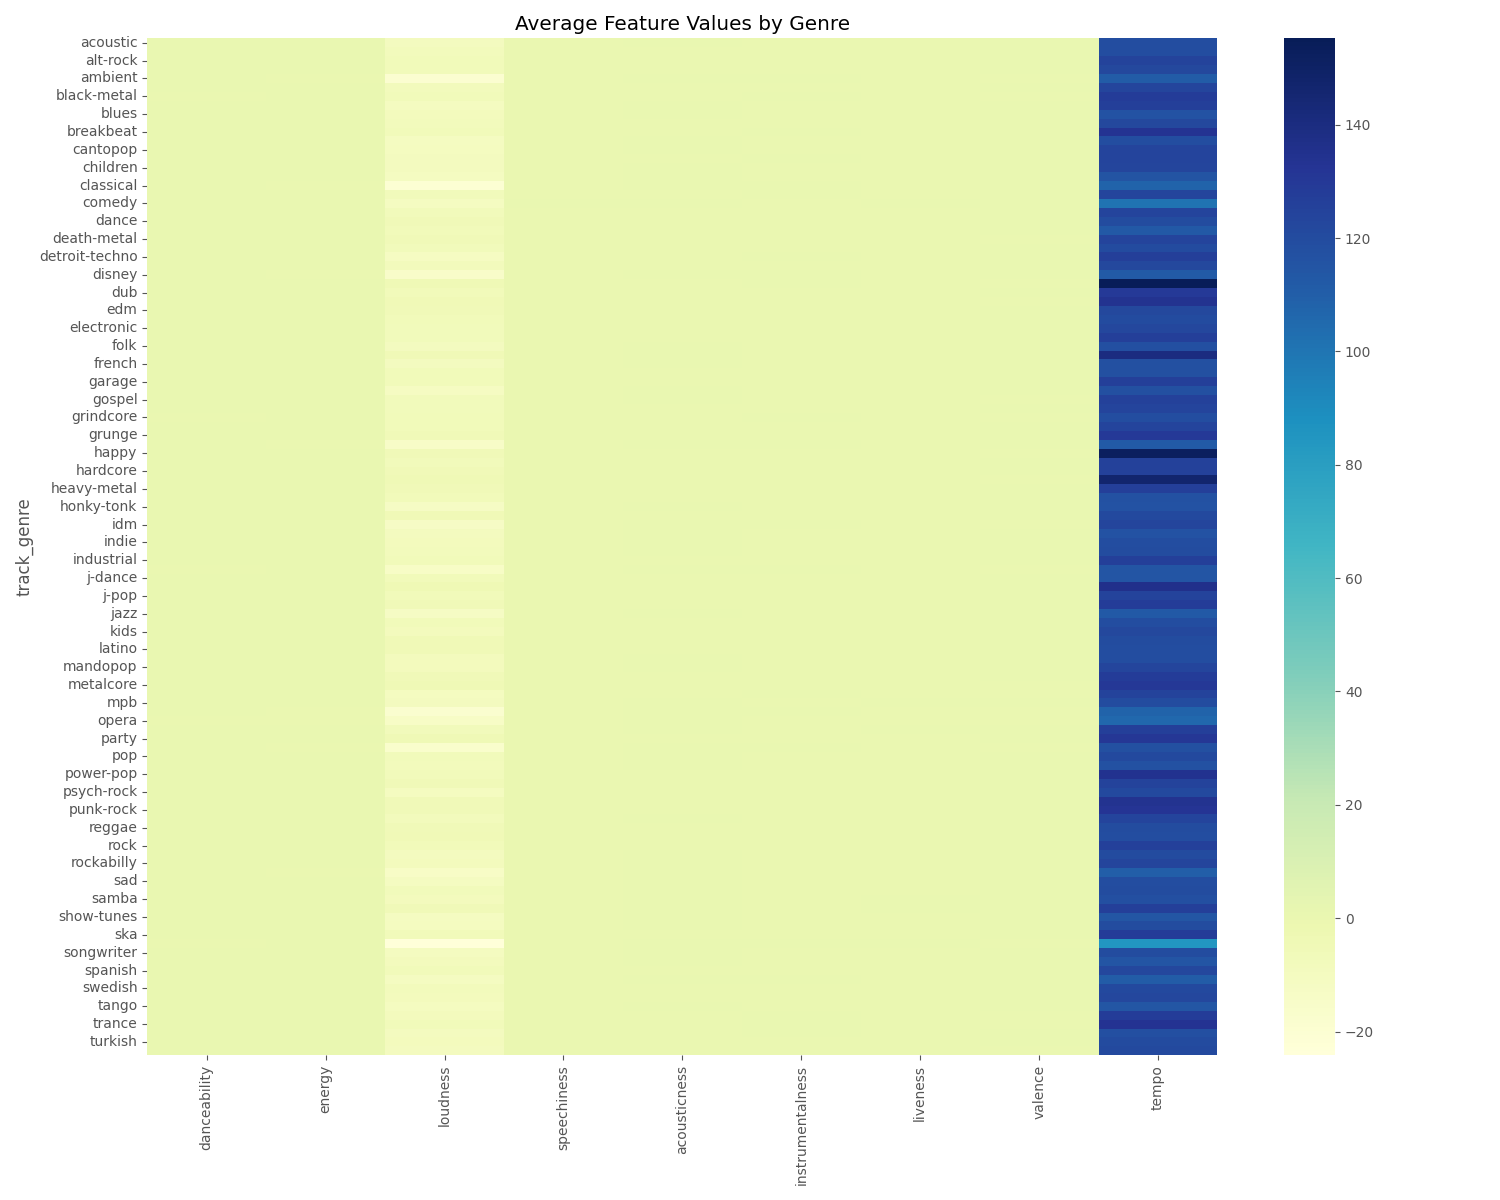 Average Feature Values by Genre
track_genre
acoustic
alt-rock
ambient
black-metal
blues
breakbeat
cantopop
children
classical
comedy
dance
death-metal
detroit-techno
disney
dub
edm
electronic
folk
french
garage
gospel
grindcore
grunge
happy
hardcore
heavy-metal
honky-tonk
idm
indie
industrial
j-dance
j-pop
jazz
kids
latino
mandopop
metalcore
mpb
opera
party
pop
power-pop
psych-rock
punk-rock
reggae
rock
rockabilly
sad
samba
show-tunes
ska
songwriter
spanish
swedish
tango
trance
turkish
danceability
energy
loudness
speechiness
acousticness
instrumentalness
liveness
valence
tempo
140
120
100
80
60
40
20
0
−20